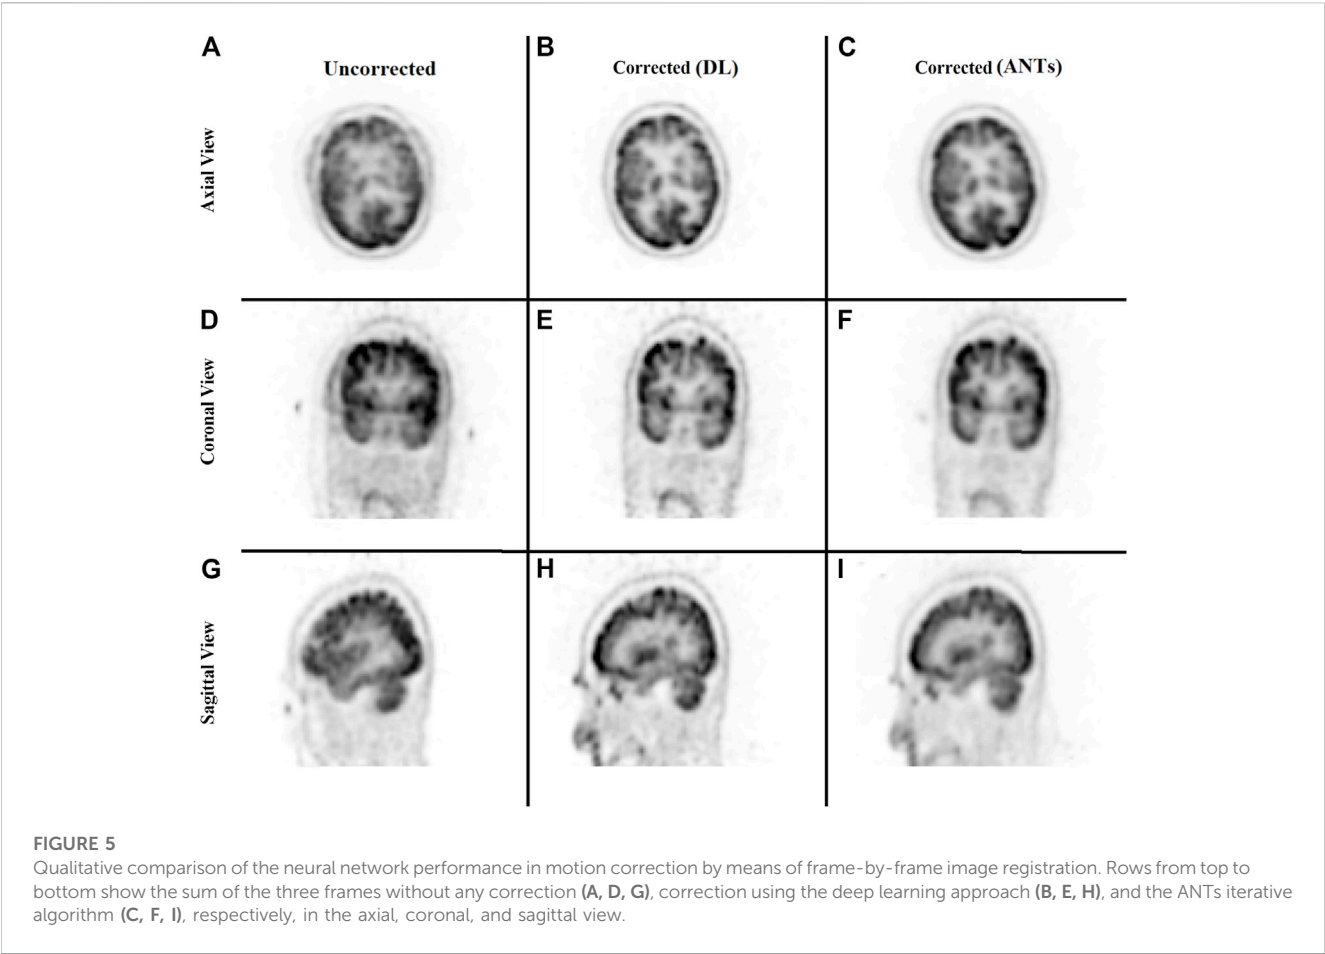 A
B
C
Uncorrected
Corrected (DL)
Corrected (ANTs)
Axial View
D
E
F
Coronal View
G
H
I
Sagittal View
FIGURE 5
Qualitative comparison of the neural network performance in motion correction by means of frame-by-frame image registration. Rows from top to
bottom show the sum of the three frames without any correction (A, D, G), correction using the deep learning approach (B, E, H), and the ANTs iterative
algorithm (C, F, I), respectively, in the axial, coronal, and sagittal view.